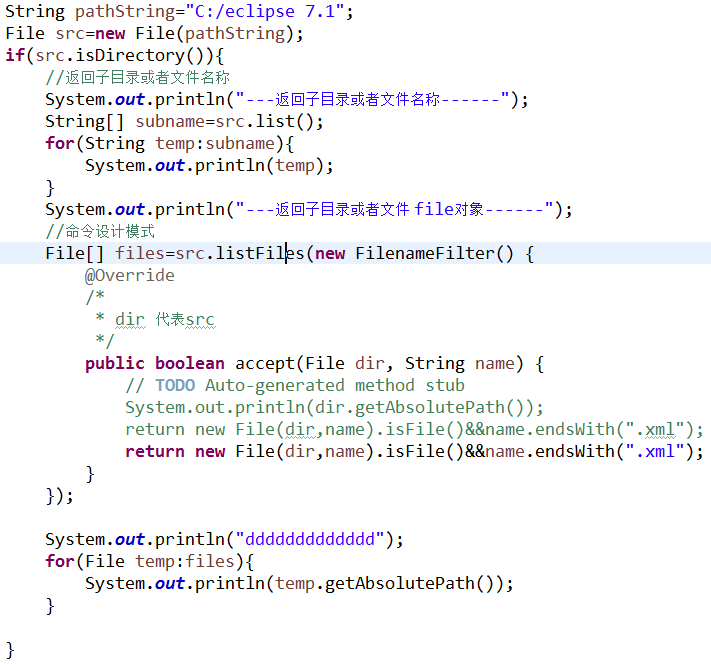 String pathString="C:/eclipse 7.1";
File src=new File(pathString);
if(src.isDirectory()){
    //返回子目录或者文件名称
    System.out.println("---返回子目录或者文件名称------");
    String[] subname=src.list();
    for(String temp:subname){
        System.out.println(temp);
    }
    System.out.println("---返回子目录或者文件 file对象------");
    //命令设计模式
    File[] files=src.listFiles(new FilenameFilter() {
        @Override
        /*
         * dir 代表src
         */
        public boolean accept(File dir, String name) {
            // TODO Auto-generated method stub
            System.out.println(dir.getAbsolutePath());
            return new File(dir,name).isFile()&&name.endsWith(".xml");
            return new File(dir,name).isFile()&&name.endsWith(".xml");
        }
    });

    System.out.println("ddddddddddddd");
    for(File temp:files){
        System.out.println(temp.getAbsolutePath());
    }

}